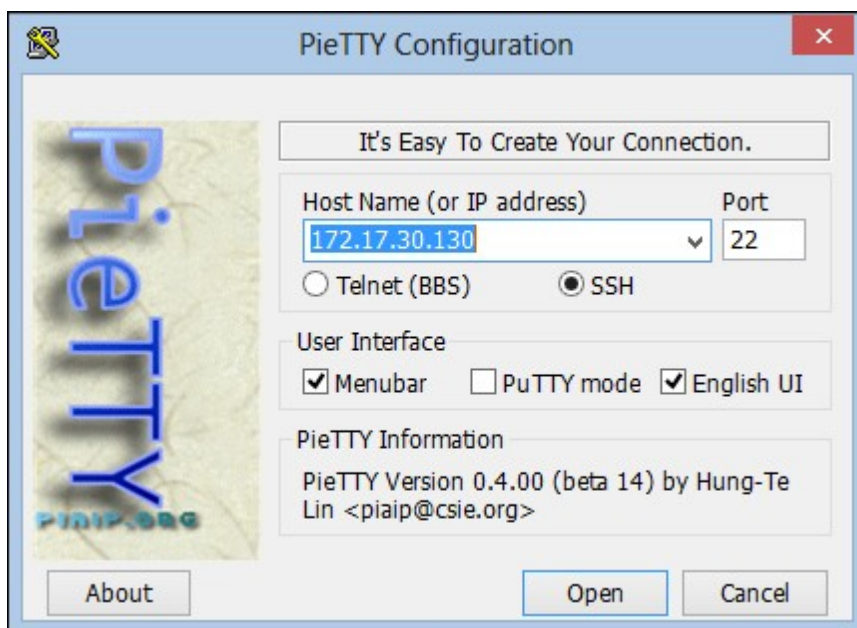 PieTTY Configuration
PieTTY
PIAIP.ORG
It's Easy To Create Your Connection.
Host Name (or IP address) Port
172.17.30.130 22
Telnet (BBS) SSH
User Interface
Menubar PuTTY mode English UI
PieTTY Information
PieTTY Version 0.4.00 (beta 14) by Hung-Te
Lin <piaip@csie.org>
About Open Cancel